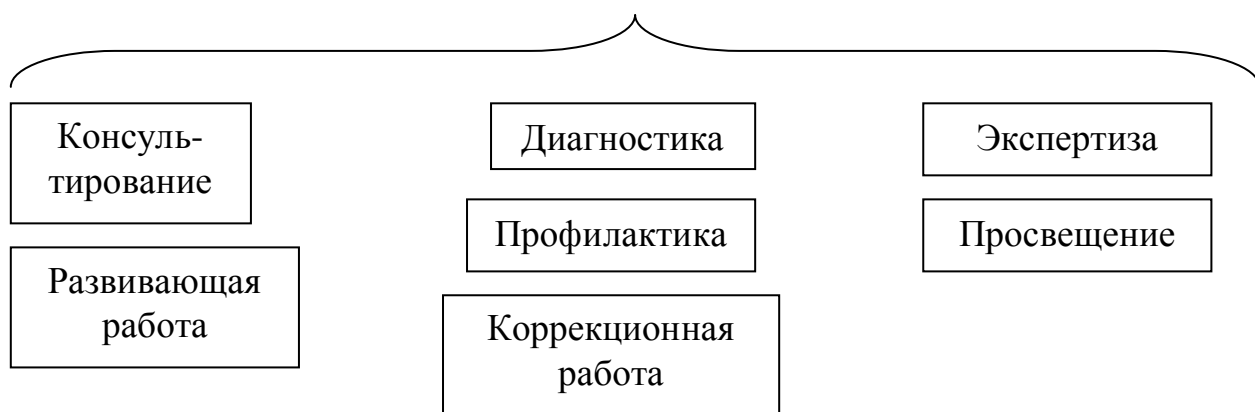 Консуль-
тирование
Развивающая
работа
Диагностика
Профилактика
Коррекционная
работа
Экспертиза
Просвещение